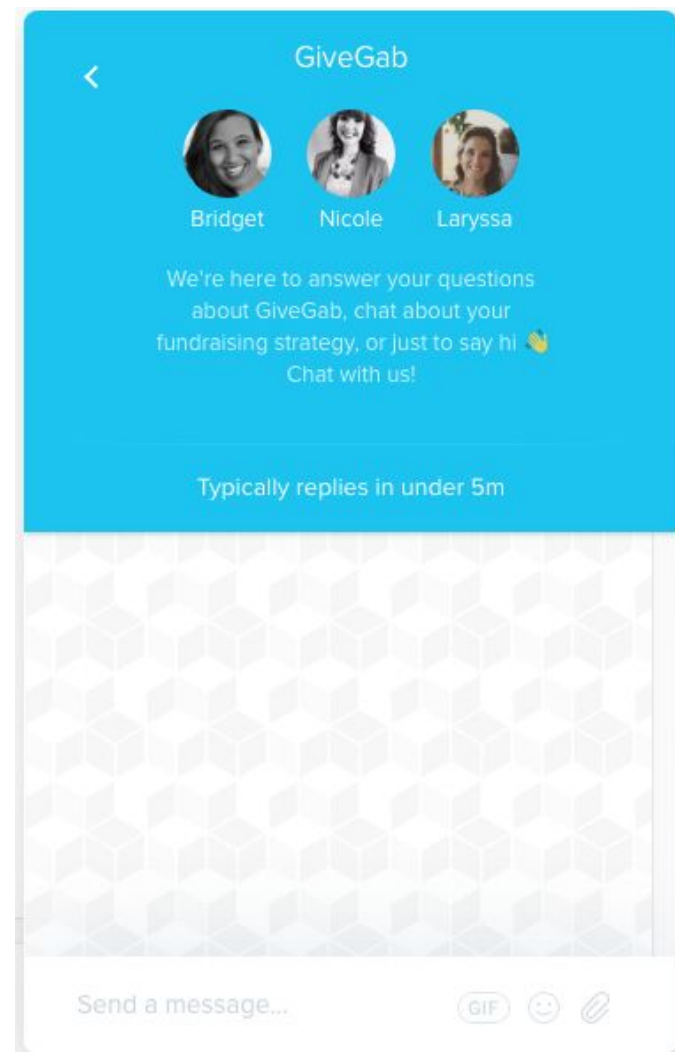 GiveGab
Bridget Nicole Laryssa
We're here to answer your questions
about GiveGab, chat about your
fundraising strategy, or just to say hi 👋
Chat with us!
Typically replies in under 5m
Send a message... GIF